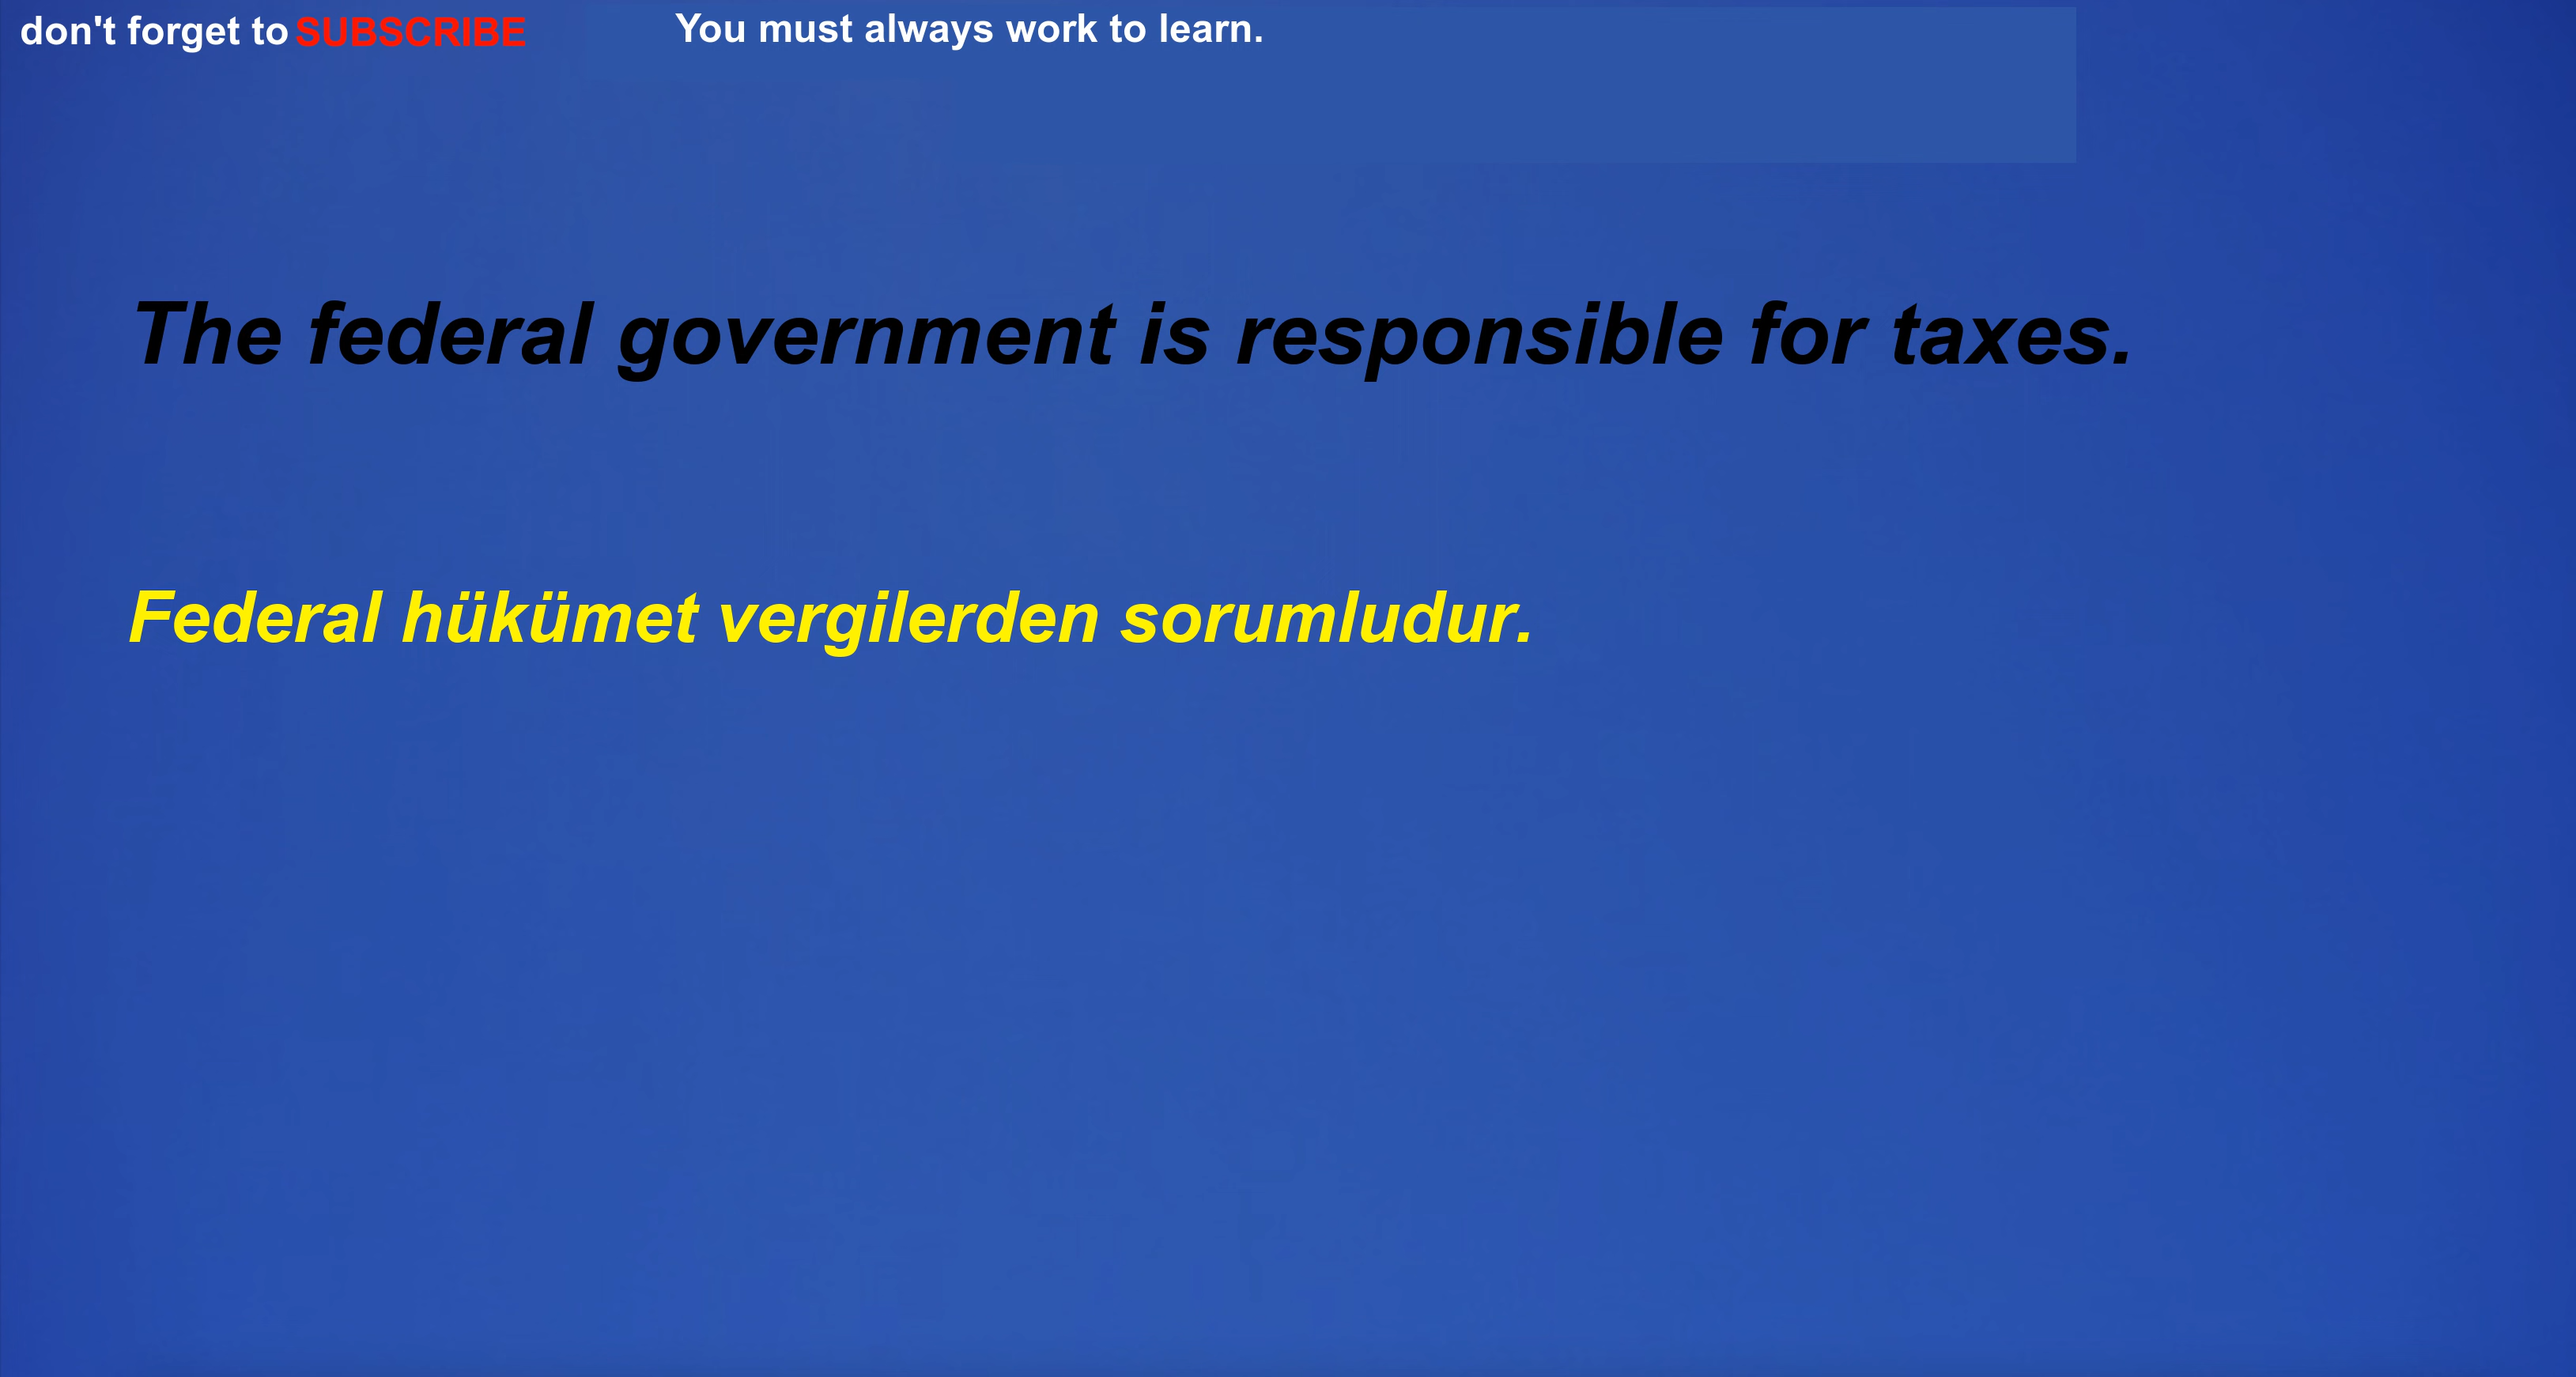 don't forget to SUBSCRIBE
You must always work to learn.
The federal government is responsible for taxes.
Federal hükümet vergilerden sorumludur.